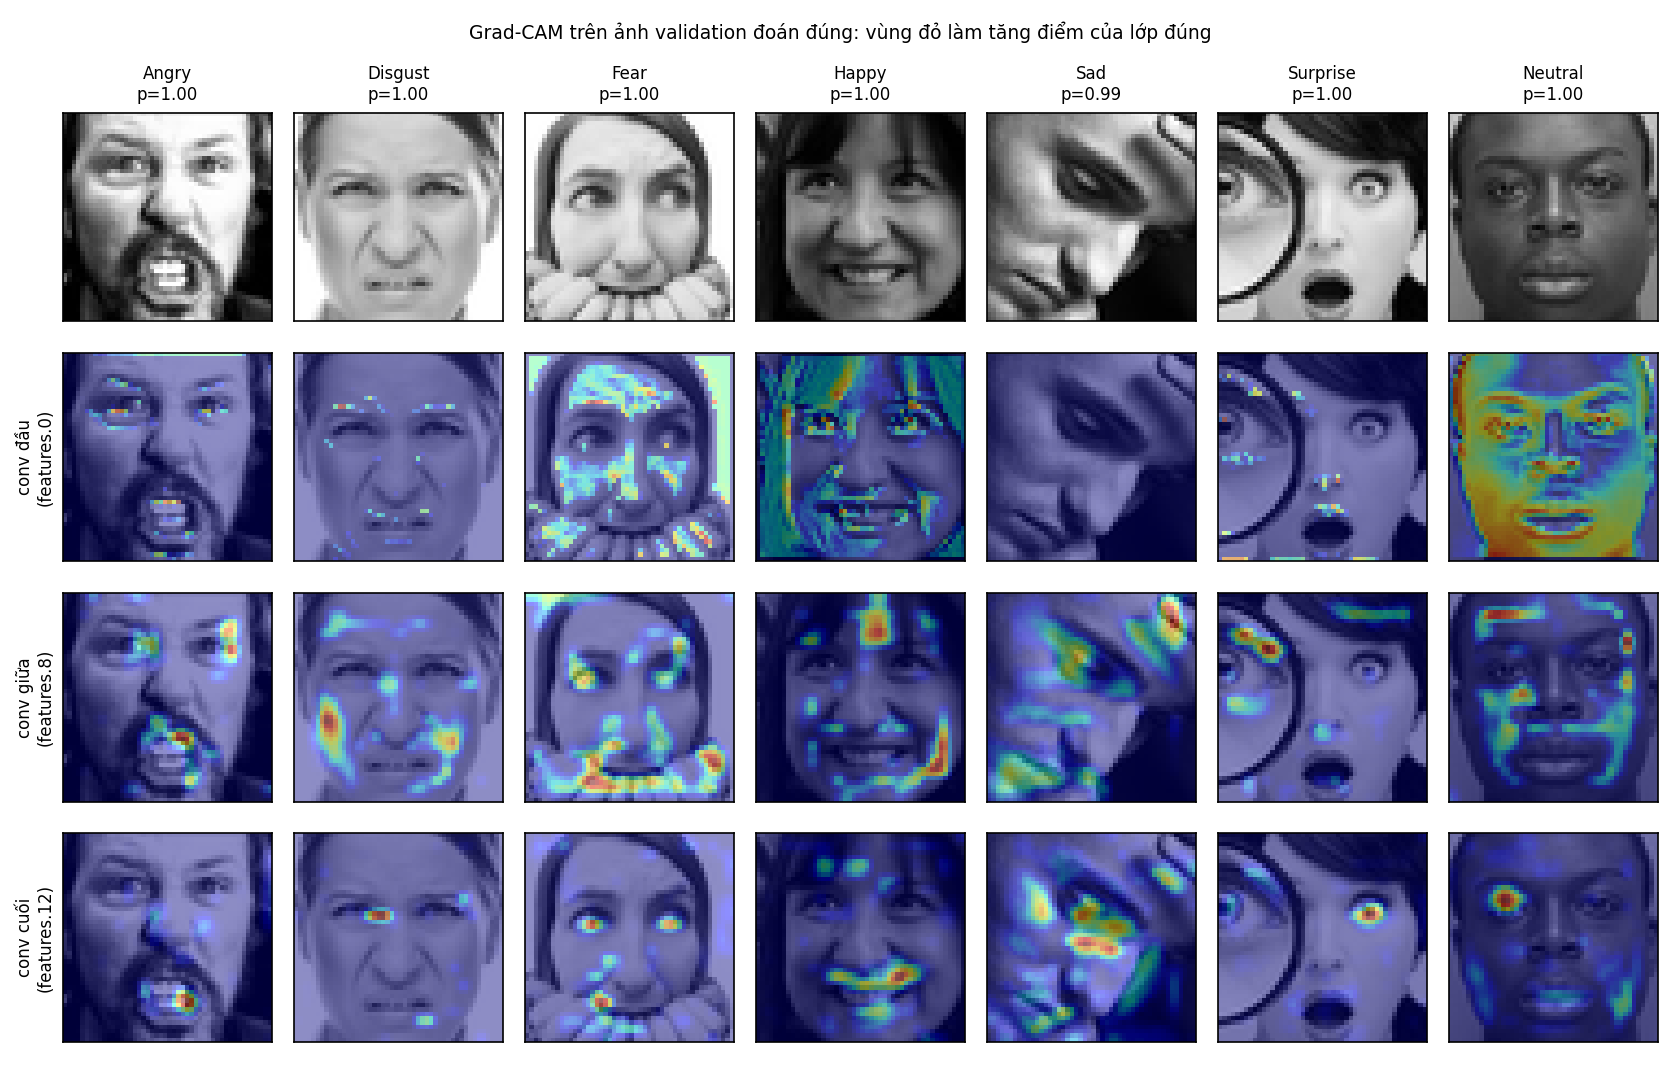 Grad-CAM trên ảnh validation đoán đúng: vùng đỏ làm tăng điểm của lớp đúng
Angry
p=1.00
Disgust
p=1.00
Fear
p=1.00
Happy
p=1.00
Sad
p=0.99
Surprise
p=1.00
Neutral
p=1.00
conv đầu
(features.0)
conv giữa
(features.8)
conv cuối
(features.12)